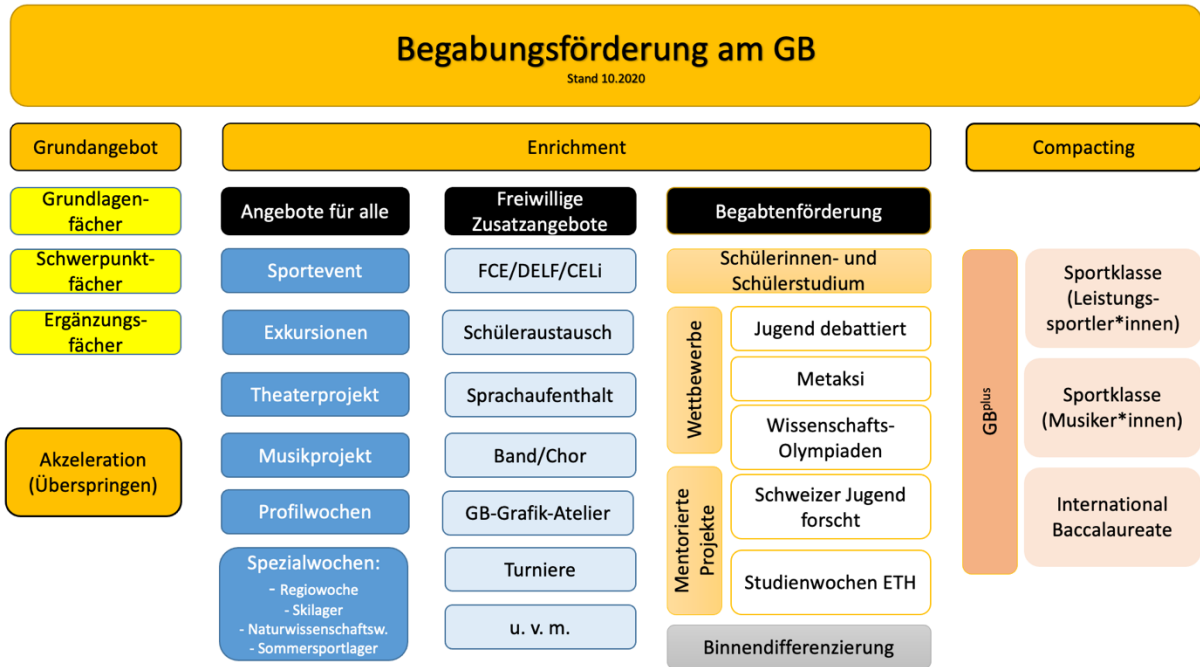 Begabungsförderung am GB
Stand 10.2020
Grundangebot
Grundlagen-
fächer
Schwerpunkt-
fächer
Ergänzungs-
fächer
Akzeleration
(Überspringen)
Enrichment
Angebote für alle
Sportevent
Exkursionen
Theaterprojekt
Musikprojekt
Profilwochen
Spezialwochen:
- Regiowoche
- Skilager
- Naturwissenschaftsw.
- Sommersportlager
Freiwillige
Zusatzangebote
FCE/DELF/CELi
Schüleraustausch
Sprachaufenthalt
Band/Chor
GB-Grafik-Atelier
Turniere
u. v. m.
Begabtenförderung
Schülerinnen- und
Schülerstudium
Wettbewerbe
Jugend debattiert
Metaksi
Wissenschafts-
Olympiaden
Mentorierte
Projekte
Schweizer Jugend
forscht
Studienwochen ETH
Binnendifferenzierung
Compacting
GBplus
Sportklasse
(Leistungs-
sportler*innen)
Sportklasse
(Musiker*innen)
International
Baccalaureate